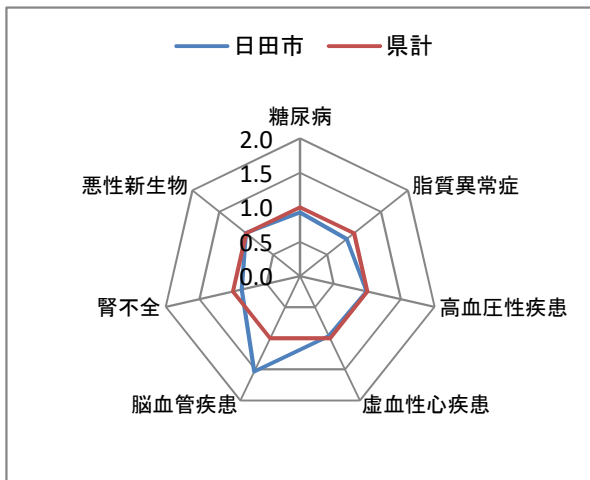 日田市 県計
糖尿病
2.0
1.5
1.0
0.5
0.0
脂質異常症
高血圧性疾患
虚血性心疾患
脳血管疾患
腎不全
悪性新生物